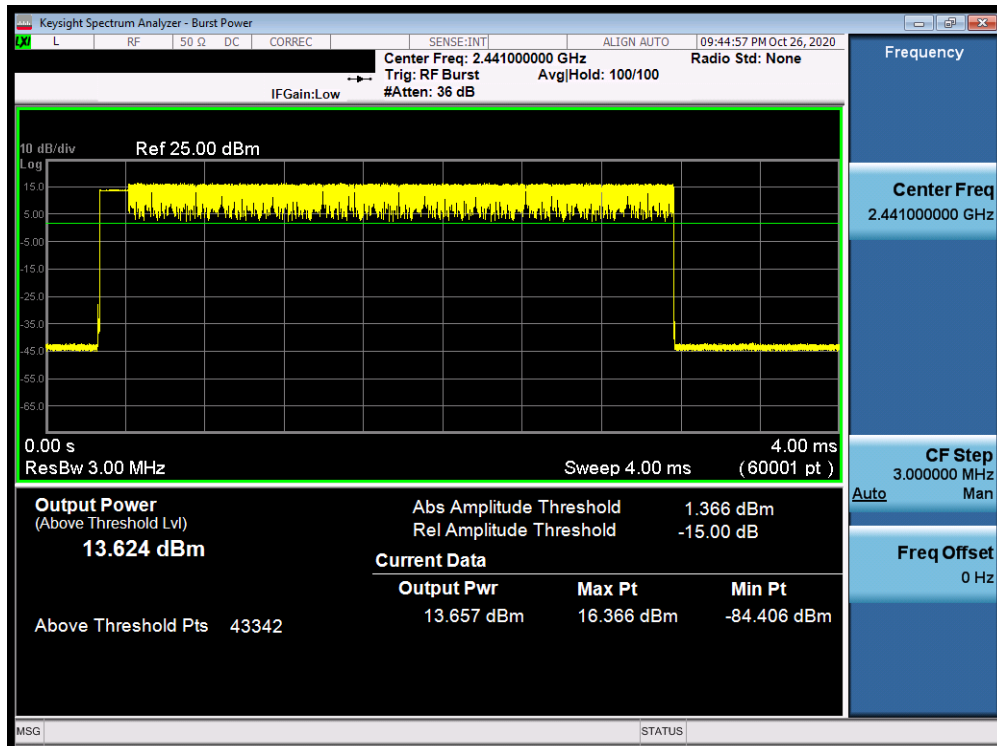 Keysight Spectrum Analyzer - Burst Power
LXI L RF 50 Ω DC CORREC SENSE:INT ALIGN AUTO 09:44:57 PM Oct 26, 2020
Frequency
Center Freq: 2.441000000 GHz Radio Std: None
Trig: RF Burst Avg|Hold: 100/100
IFGain:Low #Atten: 36 dB
10 dB/div Ref 25.00 dBm
Log
15.0
5.00
-5.00
-15.0
-25.0
-35.0
-45.0
-55.0
-65.0
0.00 s 4.00 ms
ResBw 3.00 MHz Sweep 4.00 ms (60001 pt)
Output Power
(Above Threshold Lvl)
13.624 dBm
Above Threshold Pts 43342
Abs Amplitude Threshold 1.366 dBm
Rel Amplitude Threshold -15.00 dB
Current Data
Output Pwr Max Pt Min Pt
13.657 dBm 16.366 dBm -84.406 dBm
Center Freq
2.441000000 GHz
CF Step
3.000000 MHz
Auto Man
Freq Offset
0 Hz
MSG STATUS